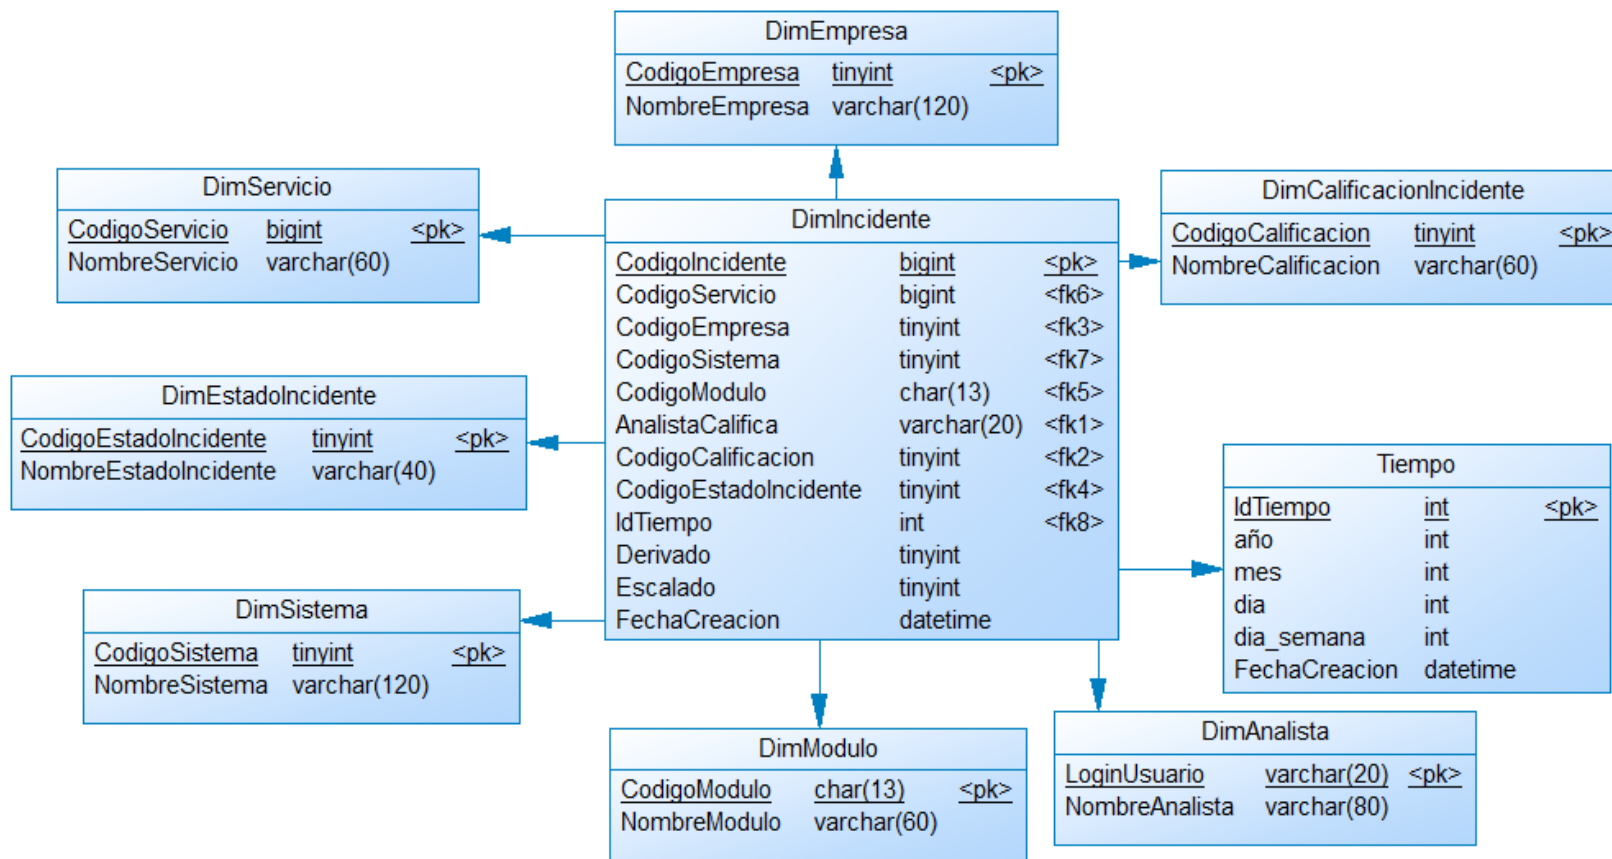 DimEmpresa
CodigoEmpresa tinyint <pk>
NombreEmpresa varchar(120)
DimServicio
CodigoServicio bigint <pk>
NombreServicio varchar(60)
DimIncidente
CodigoIncidente bigint <pk>
CodigoServicio bigint <fk6>
CodigoEmpresa tinyint <fk3>
CodigoSistema tinyint <fk7>
CodigoModulo char(13) <fk5>
AnalistaCalifica varchar(20) <fk1>
CodigoCalificacion tinyint <fk2>
CodigoEstadoIncidente tinyint <fk4>
IdTiempo int <fk8>
Derivado tinyint
Escalado tinyint
FechaCreacion datetime
DimCalificacionIncidente
CodigoCalificacion tinyint <pk>
NombreCalificacion varchar(60)
DimEstadoIncidente
CodigoEstadoIncidente tinyint <pk>
NombreEstadoIncidente varchar(40)
Tiempo
IdTiempo int <pk>
año int
mes int
dia int
dia_semana int
FechaCreacion datetime
DimSistema
CodigoSistema tinyint <pk>
NombreSistema varchar(120)
DimModulo
CodigoModulo char(13) <pk>
NombreModulo varchar(60)
DimAnalista
LoginUsuario varchar(20) <pk>
NombreAnalista varchar(80)